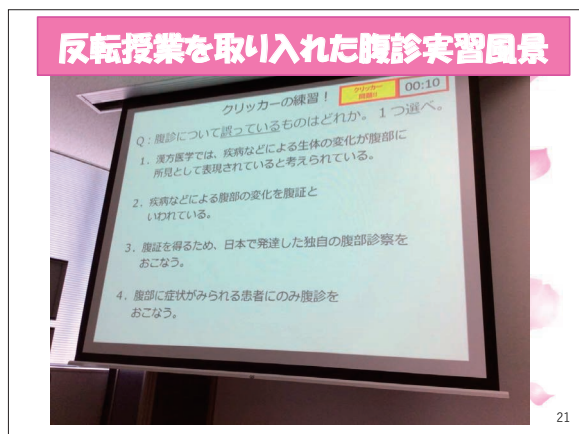 反転授業を取り入れた腹診実習風景
クリッカーの練習！
クリッカー
問題!!
00:10
Q：腹診について誤っているものはどれか。1つ選べ。
1．漢方医学では、疾病などによる生体の変化が腹部に
所見として表現されていると考えられている。
2．疾病などによる腹部の変化を腹証と
いわれている。
3．腹証を得るため、日本で発達した独自の腹部診察を
おこなう。
4．腹部に症状がみられる患者にのみ腹診を
おこなう。
21